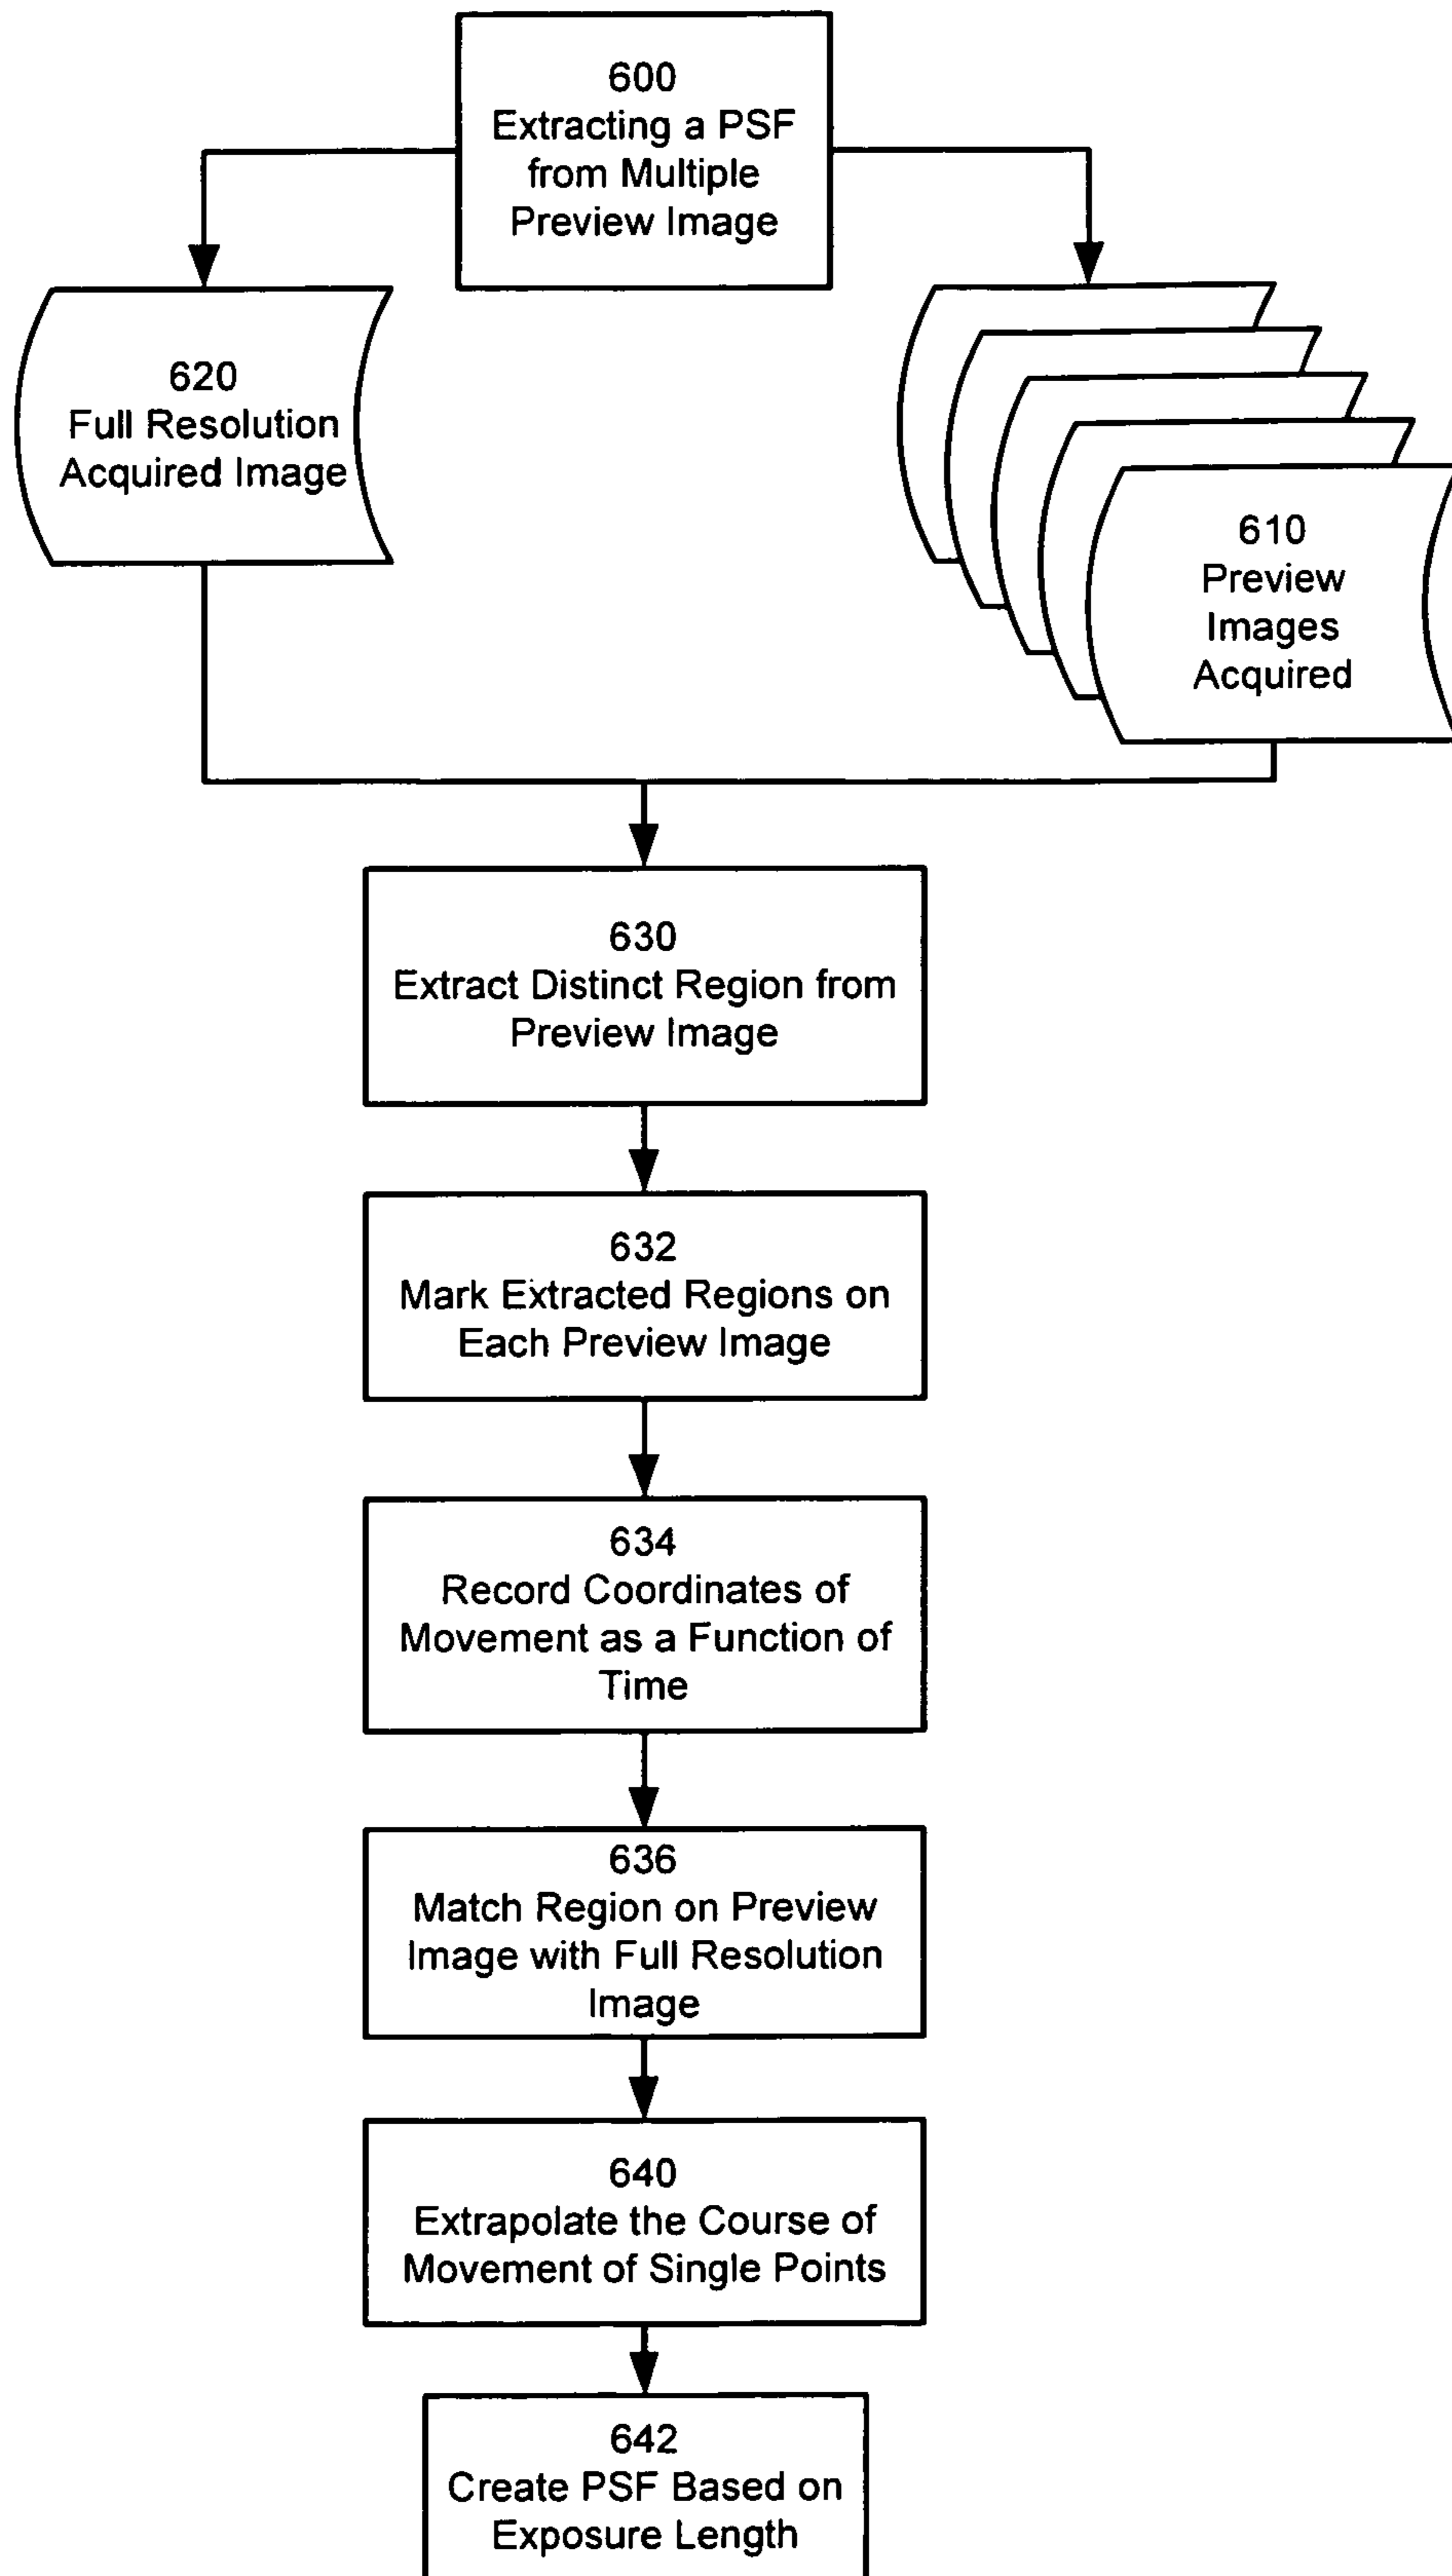 600
Extracting a PSF
from Multiple
Preview Image
620
Full Resolution
Acquired Image
610
Preview
Images
Acquired
630
Extract Distinct Region from
Preview Image
632
Mark Extracted Regions on
Each Preview Image
634
Record Coordinates of
Movement as a Function of
Time
636
Match Region on Preview
Image with Full Resolution
Image
640
Extrapolate the Course of
Movement of Single Points
642
Create PSF Based on
Exposure Length